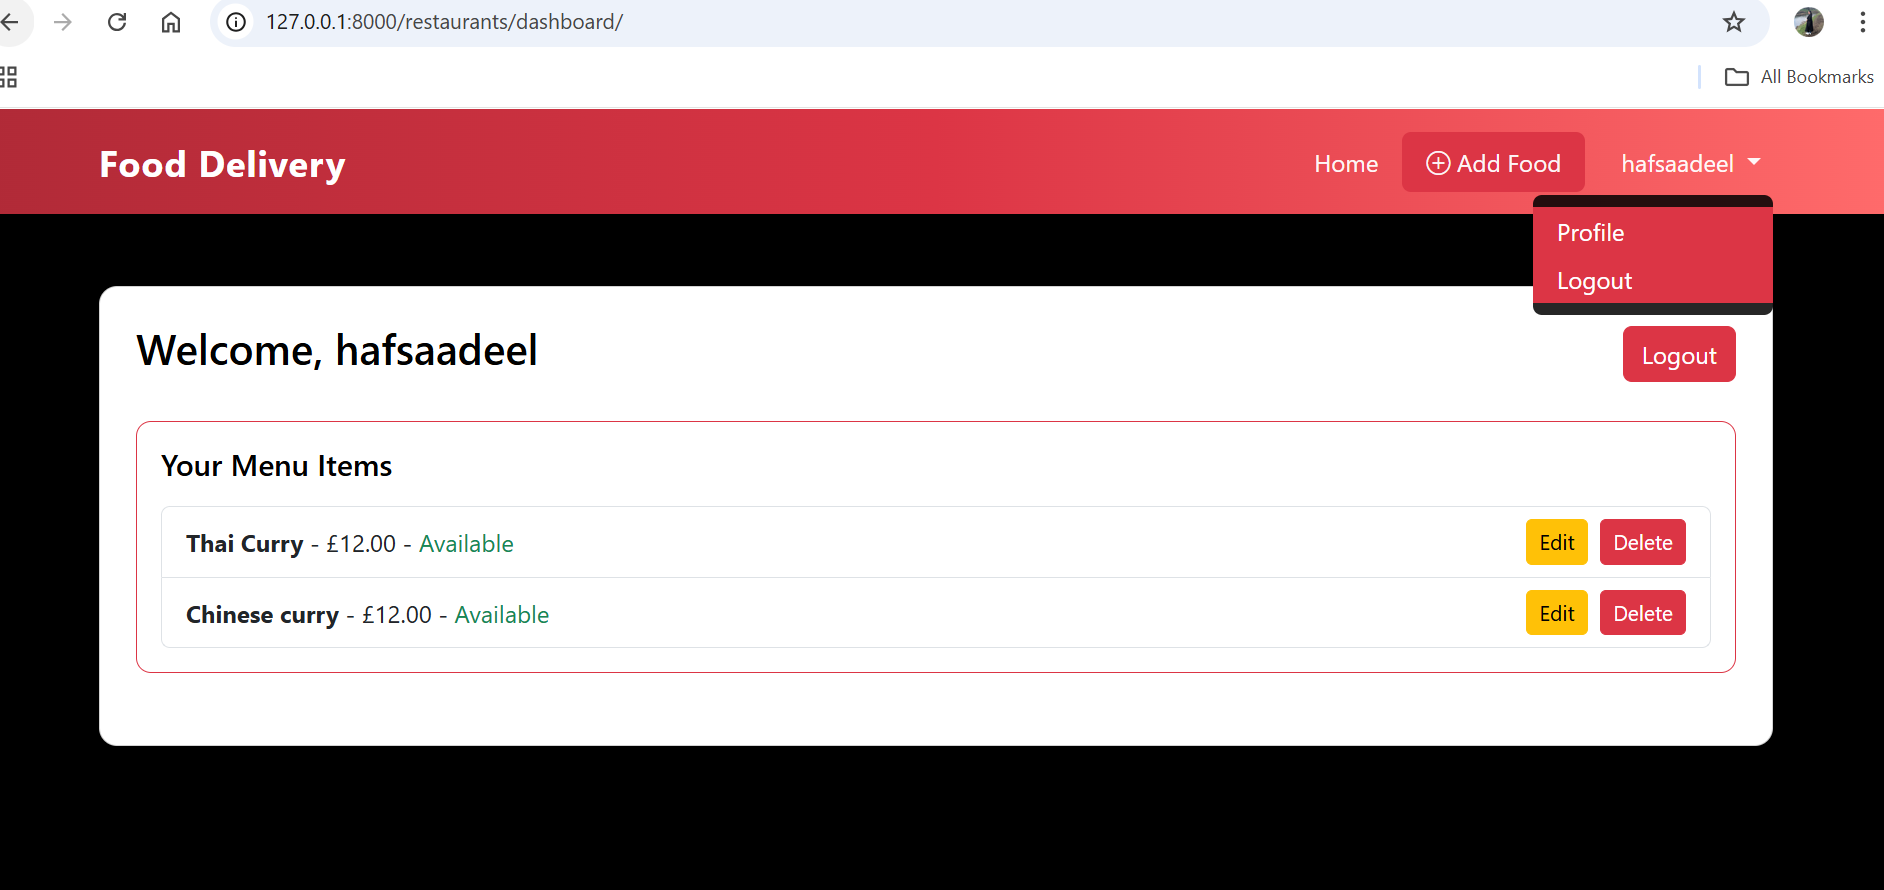 127.0.0.1:8000/restaurants/dashboard/
All Bookmarks
Food Delivery
Home
Add Food
hafsaadeel
Profile
Logout
Welcome, hafsaadeel
Logout
Your Menu Items
Thai Curry - £12.00 - Available
Edit
Delete
Chinese curry - £12.00 - Available
Edit
Delete